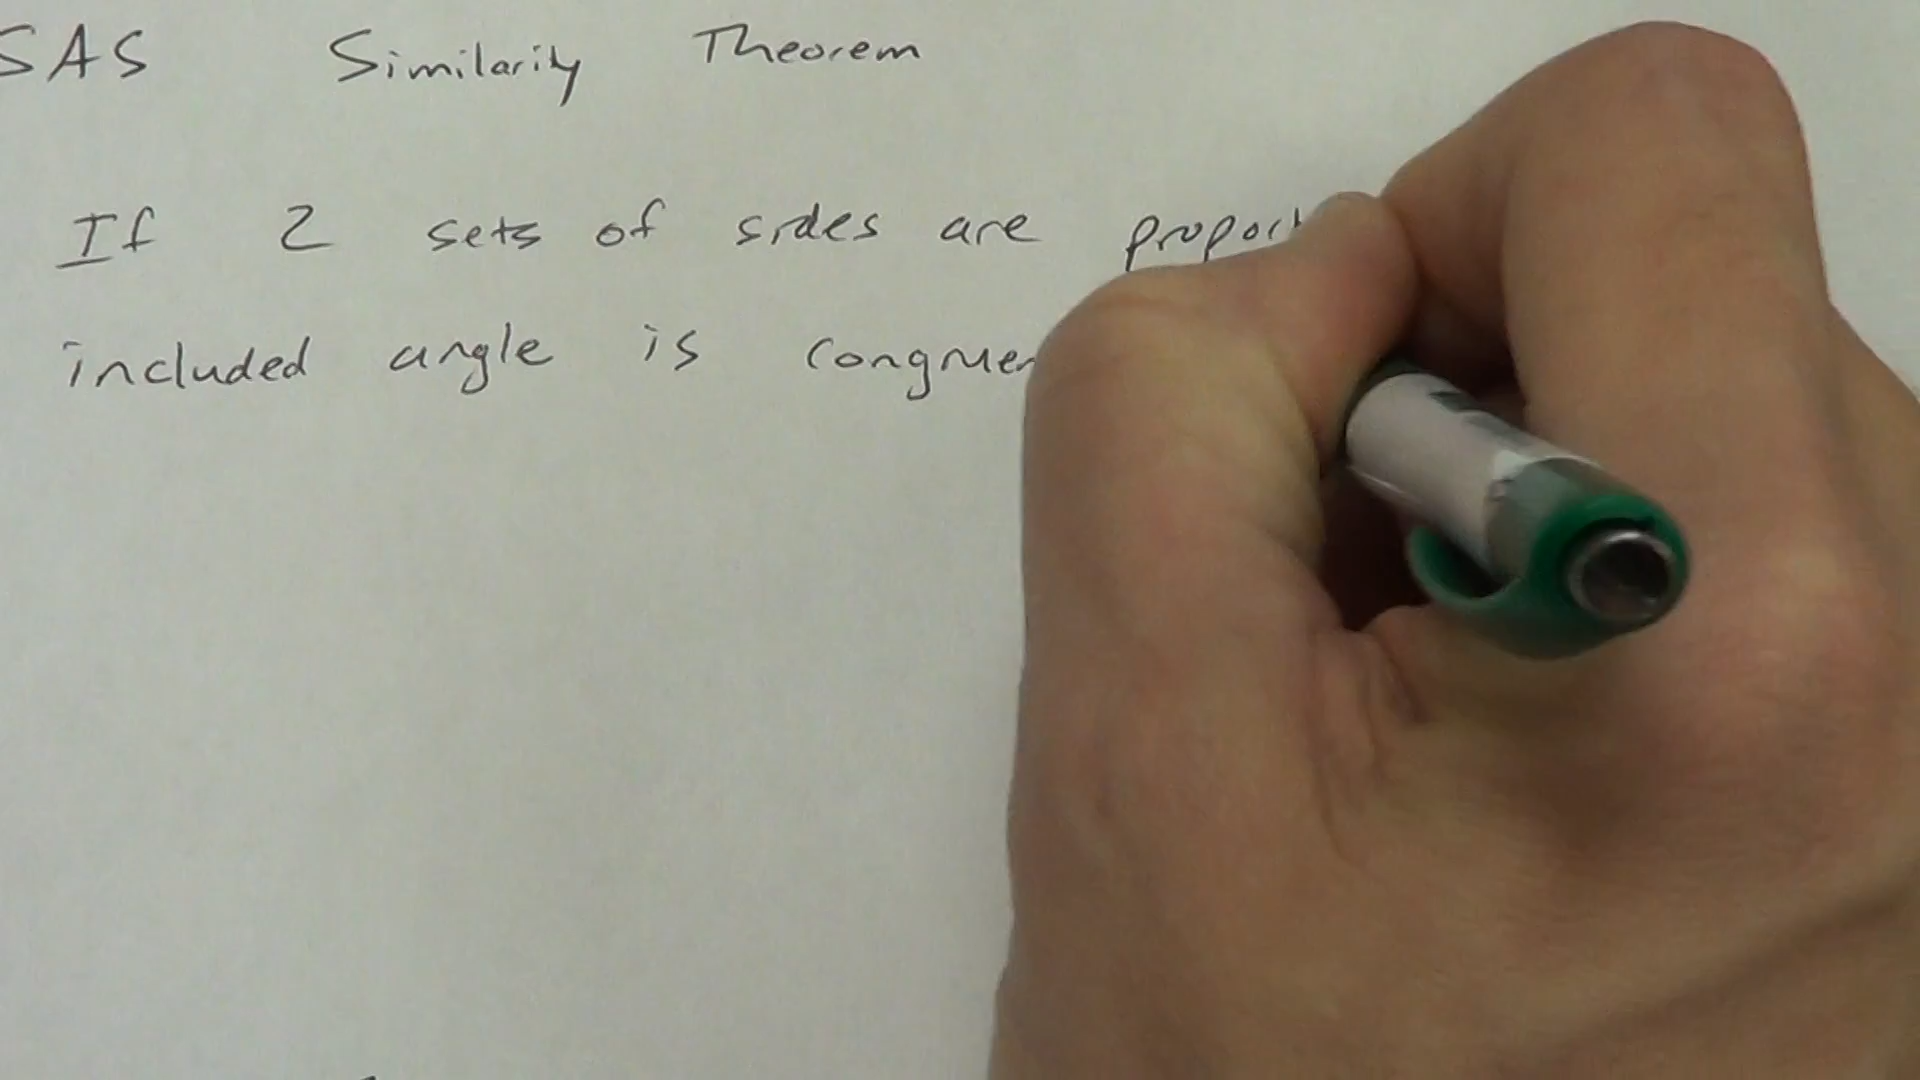 SAS Similarity Theorem
If 2 sets of sides are
included angle is